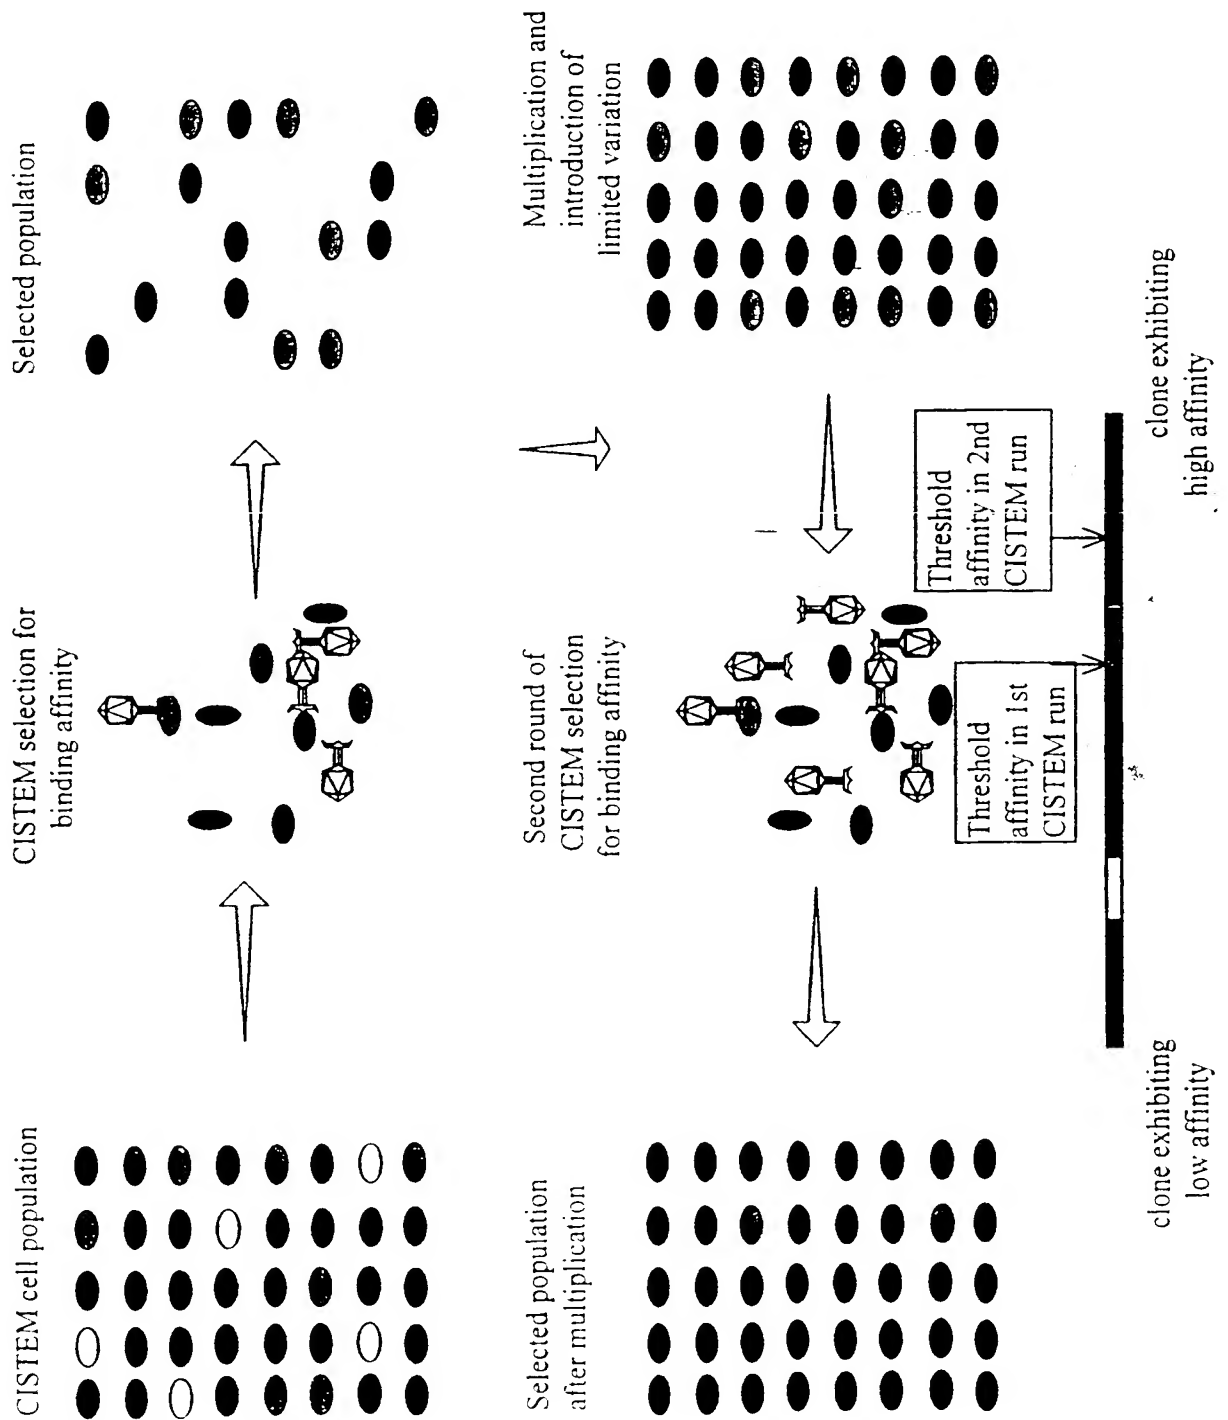 CISTEM cell population
CISTEM selection for
binding affinity
Selected population
Selected population
after multiplication
Second round of
CISTEM selection
for binding affinity
Multiplication and
introduction of
limited variation
Threshold
affinity in 1st
CISTEM run
Threshold
affinity in 2nd
CISTEM run
clone exhibiting
low affinity
clone exhibiting
high affinity